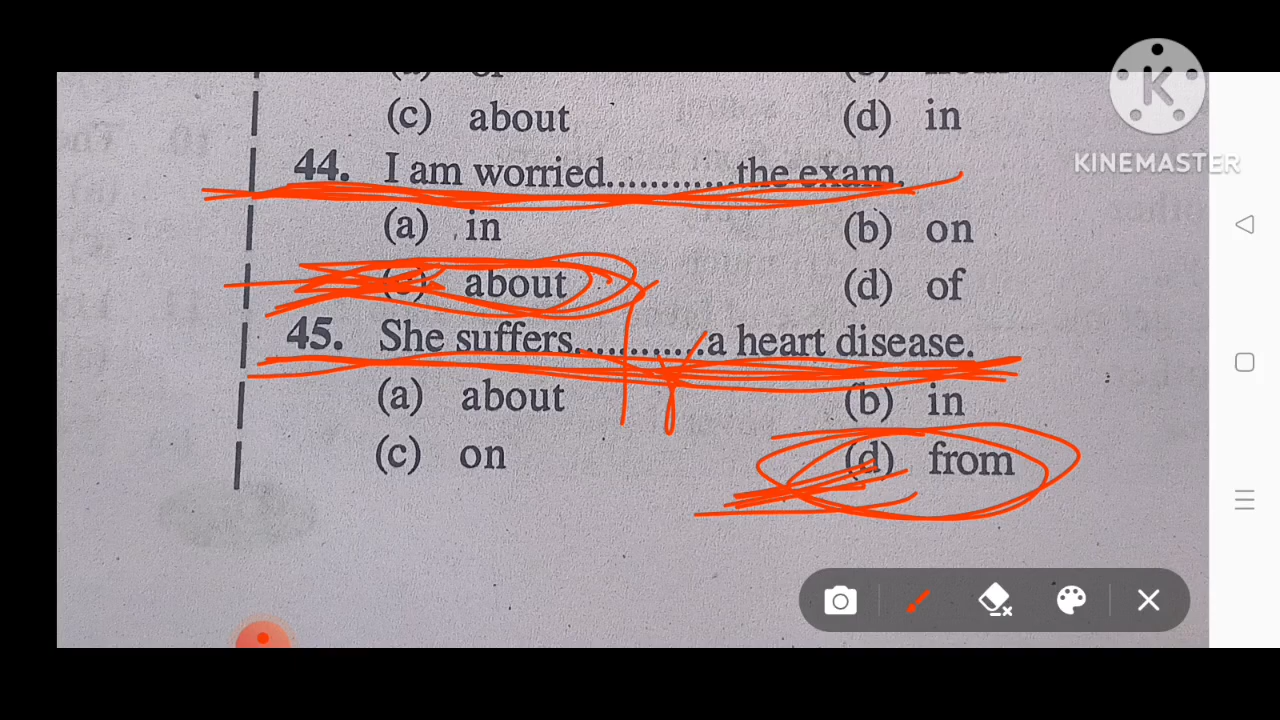 (c) about (d) in
44. I am worried............the exam.
(a) in (b) on
(c) about (d) of
45. She suffers............a heart disease.
(a) about (b) in
(c) on (d) from
K
KINEMASTER